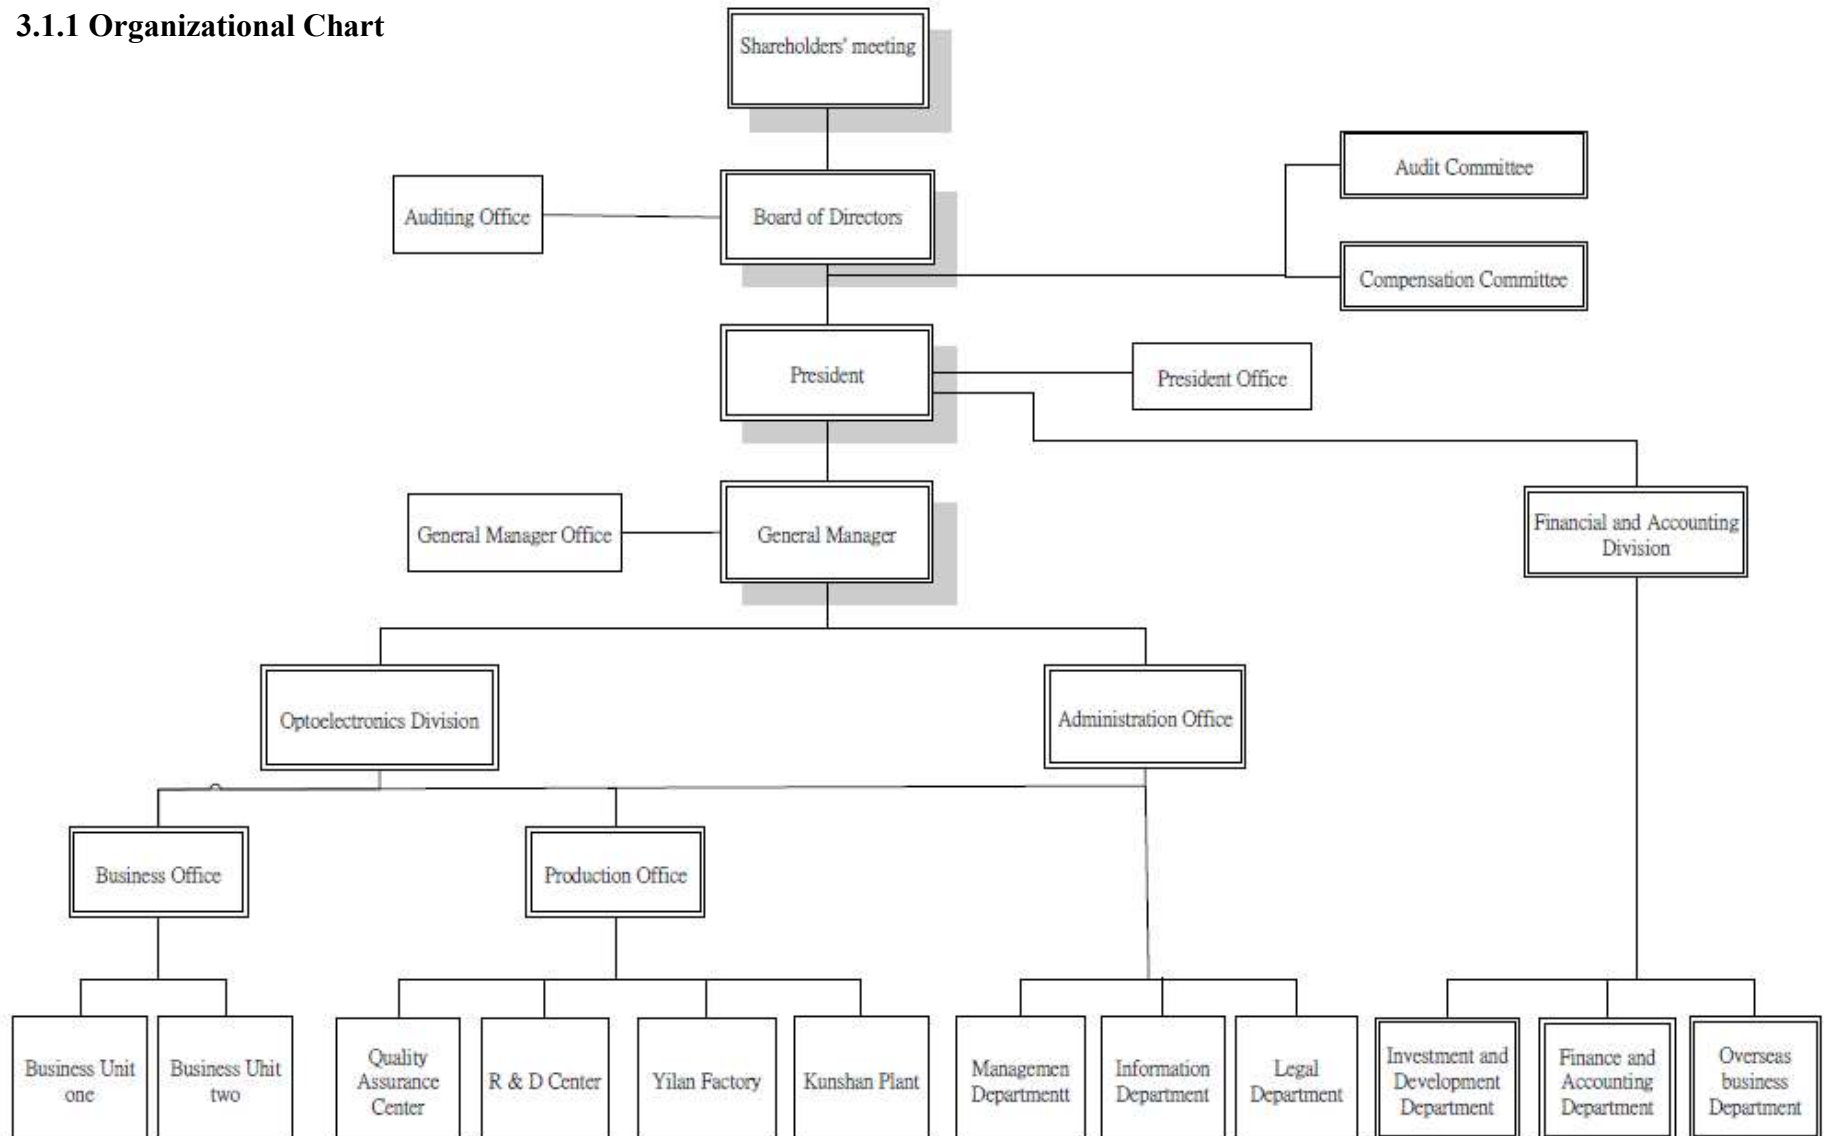 3.1.1 Organizational Chart
Shareholders' meeting
Audit Committee
Auditing Office
Board of Directors
Compensation Committee
President
President Office
General Manager Office
General Manager
Financial and Accounting
Division
Optoelectronics Division
Administration Office
Business Office
Production Office
Business Unit
one
Business Uhit
two
Quality
Assurance
Center
R & D Center
Yilan Factory
Kunshan Plant
Managemen
Departmentt
Information
Department
Legal
Department
Investment and
Development
Department
Finance and
Accounting
Department
Overseas
business
Department